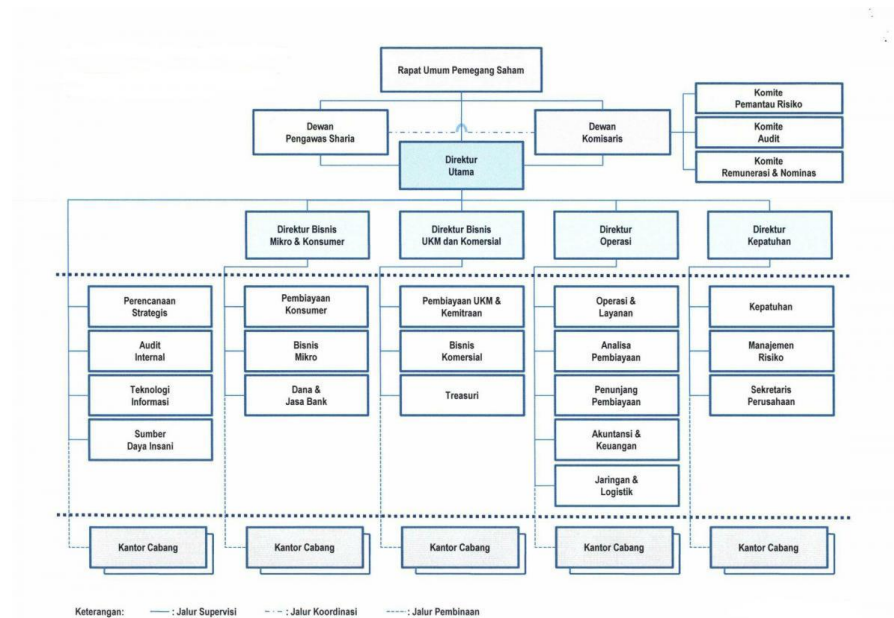 Rapat Umum Pemegang Saham
Dewan
Pengawas Sharia
Dewan
Komisaris
Komite
Pemantau Risiko
Komite
Audit
Komite
Remunerasi & Nominas
Direktur
Utama
Direktur Bisnis
Mikro & Konsumer
Direktur Bisnis
UKM dan Komersial
Direktur
Operasi
Direktur
Kepatuhan
Perencanaan
Strategis
Audit
Internal
Teknologi
Informasi
Sumber
Daya Insani
Pembiayaan
Konsumer
Bisnis
Mikro
Dana &
Jasa Bank
Pembiayaan UKM &
Kemitraan
Bisnis
Komersial
Treasuri
Operasi &
Layanan
Analisa
Pembiayaan
Penunjang
Pembiayaan
Akuntansi &
Keuangan
Jaringan &
Logistik
Kepatuhan
Manajemen
Risiko
Sekretaris
Perusahaan
Kantor Cabang
Kantor Cabang
Kantor Cabang
Kantor Cabang
Kantor Cabang
Keterangan: : Jalur Supervisi : Jalur Koordinasi : Jalur Pembinaan